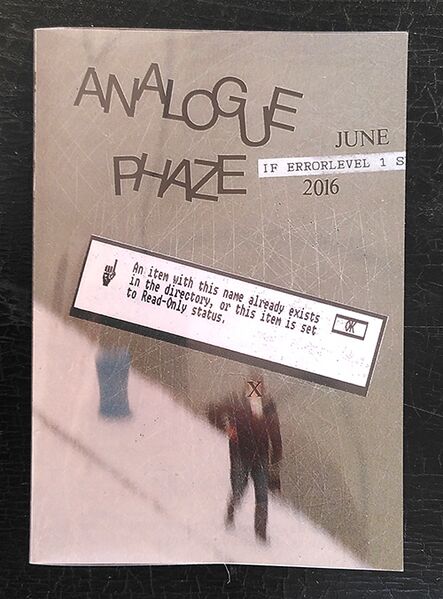 ANALOGUE
PHAZE
JUNE
IF ERRORLEVEL 1 S
2016
An item with this name already exists
in the directory, or this item is set
to Read-Only status.
OK
X